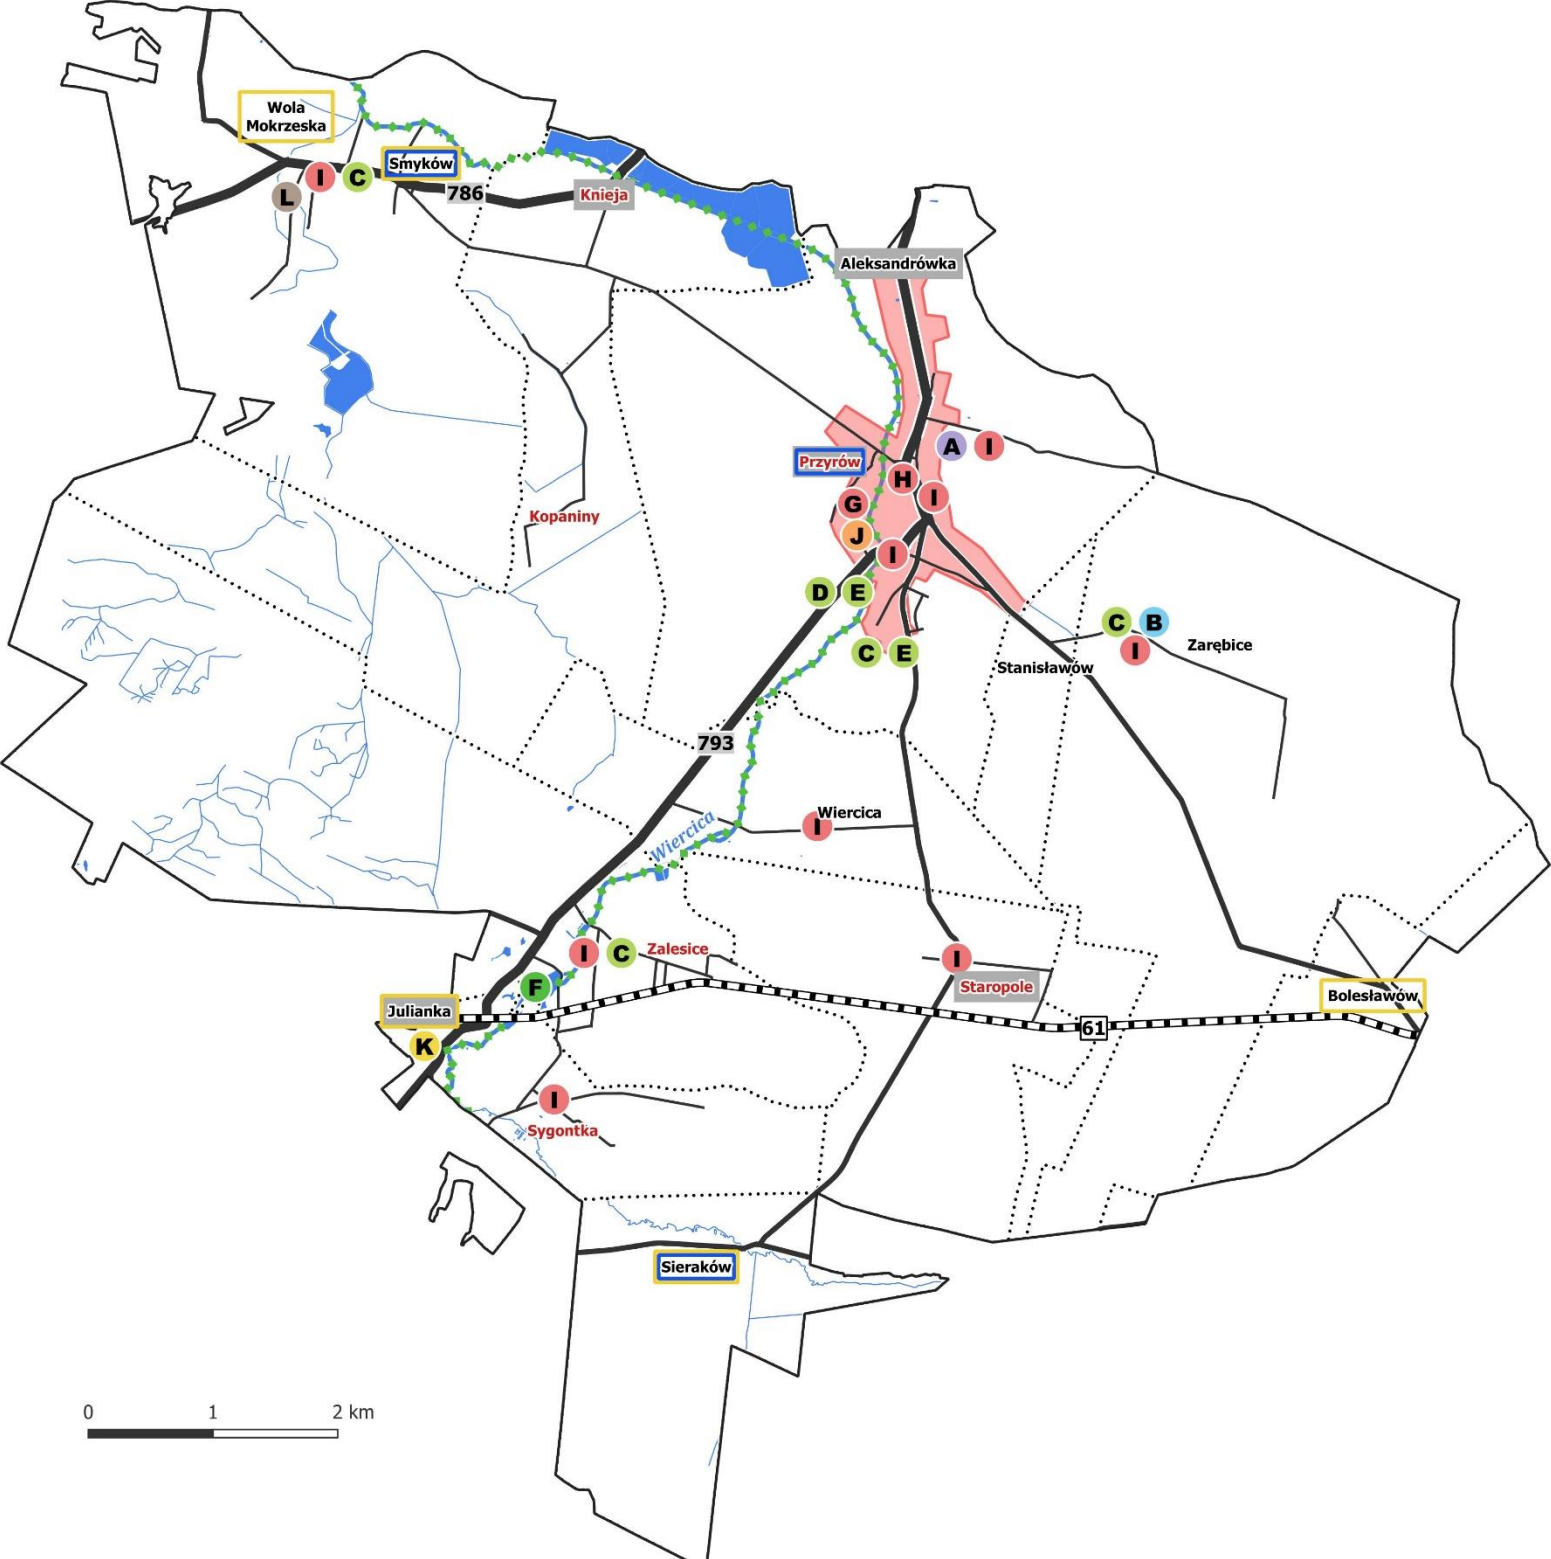 Wola
Mokrzeska
Smyków
I
C
L
786
Knieja
Aleksandrówka
A
I
Przyrów
H
I
G
Kopaniny
J
I
D
E
C
B
I
Zarębice
C
E
Stanisławów
793
Wiercica
I
Wiercica
I
C
Zalesice
I
Staropole
F
Julianka
Bolesławów
61
K
I
Sygontka
Sieraków
0 1 2 km